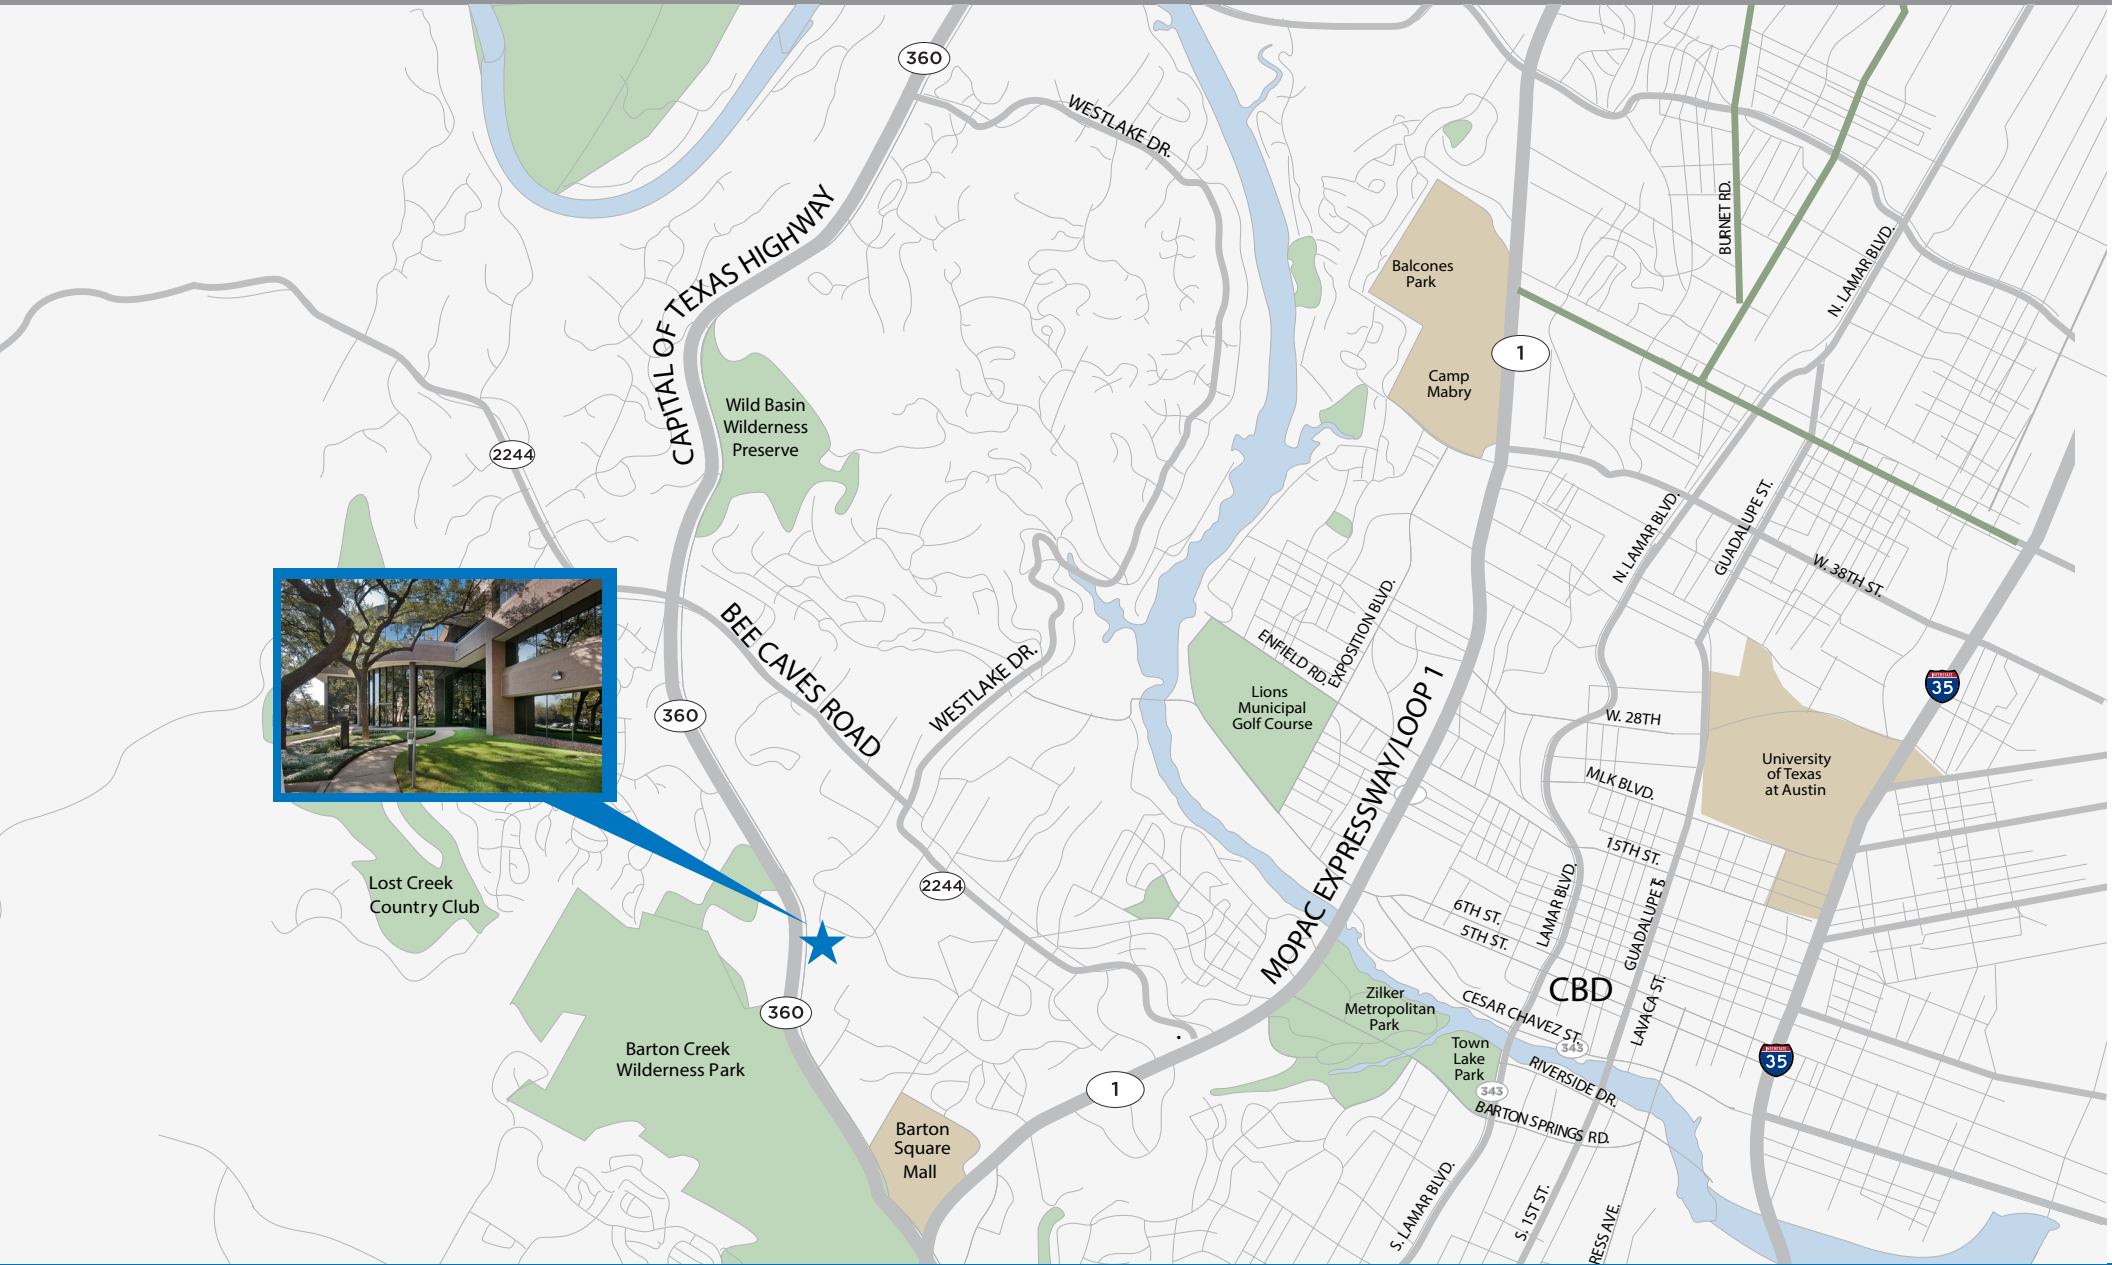 360
WESTLAKE DR.
CAPITAL OF TEXAS HIGHWAY
BURNET RD.
N. LAMAR BLVD.
Balcones
Park
1
Camp
Mabry
Wild Basin
Wilderness
Preserve
2244
N. LAMAR BLVD.
GUADALUPE ST.
W. 38TH ST.
BEE CAVES ROAD
WESTLAKE DR.
ENFIELD RD.
EXPOSITION BLVD.
35
360
Lions
Municipal
Golf Course
MOPAC EXPRESSWAY/LOOP 1
W. 28TH
MLK BLVD.
University
of Texas
at Austin
15TH ST.
Lost Creek
Country Club
2244
6TH ST.
5TH ST.
LAMAR BLVD.
GUADALUPE S
CBD
LAVACA ST.
360
Zilker
Metropolitan
Park
CESAR CHAVEZ ST.
343
Town
Lake
Park
343
RIVERSIDE DR.
BARTON SPRINGS RD.
35
Barton Creek
Wilderness Park
1
Barton
Square
Mall
S. LAMAR BLVD.
S. 1ST ST.
RESS AVE.